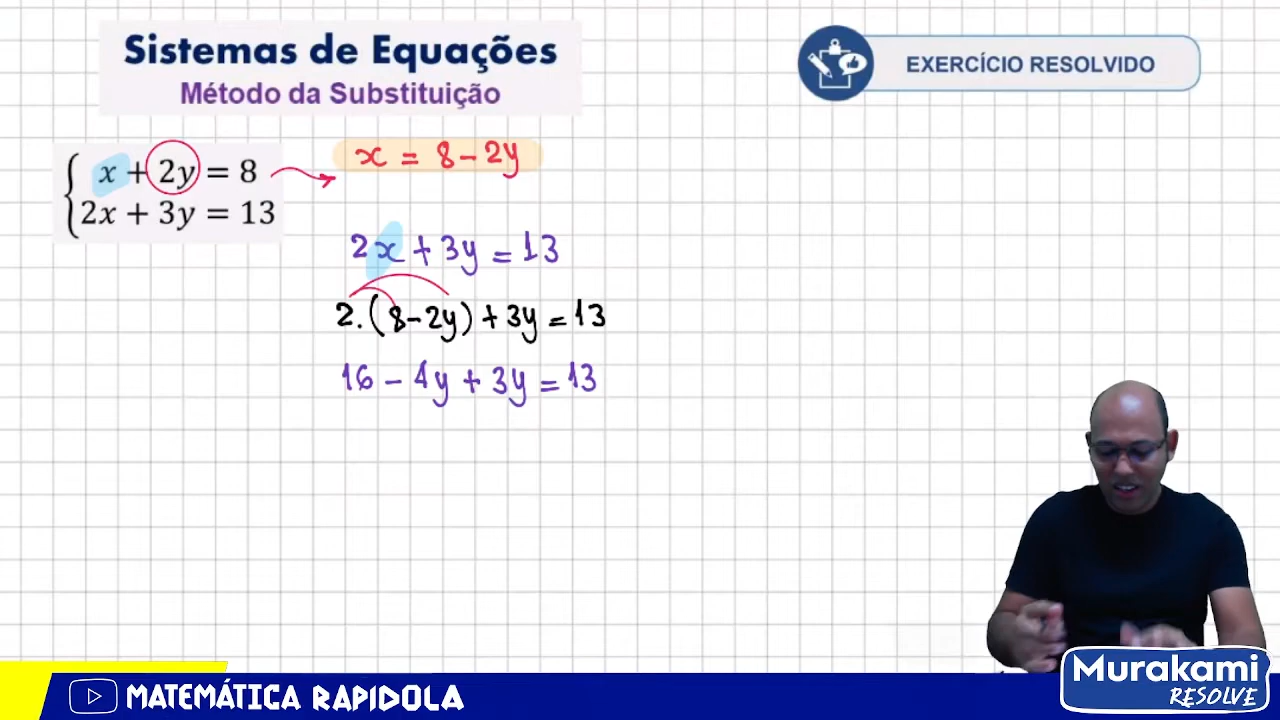 Sistemas de Equações
Método da Substituição
EXERCÍCIO RESOLVIDO
x + 2y = 8
2x + 3y = 13
x = 8 - 2y
2x + 3y = 13
2.(8 - 2y) + 3y = 13
16 - 4y + 3y = 13
MATEMÁTICA RAPIDOLA
Murakami
RESOLVE